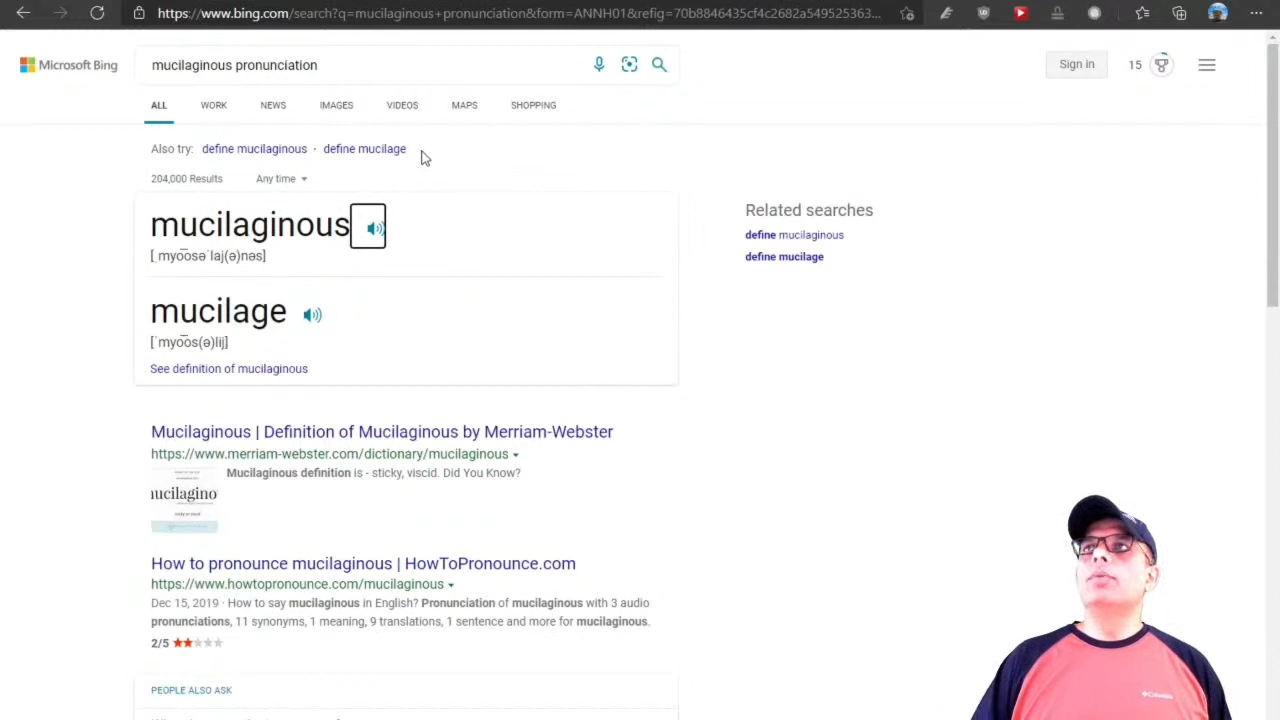 https://www.bing.com/search?q=mucilaginous+pronunciation&form=ANNH01&refig=70b8846435cf4c2682a549525363...
Microsoft Bing
mucilaginous pronunciation
Sign in
15
ALL WORK NEWS IMAGES VIDEOS MAPS SHOPPING
Also try: define mucilaginous · define mucilage
204,000 Results Any time
mucilaginous
[ˌmyo͞osəˈlaj(ə)nəs]
mucilage
[ˈmyo͞os(ə)lij]
See definition of mucilaginous
Related searches
define mucilaginous
define mucilage
Mucilaginous | Definition of Mucilaginous by Merriam-Webster
https://www.merriam-webster.com/dictionary/mucilaginous
Mucilaginous definition is - sticky, viscid. Did You Know?
nucilagino
How to pronounce mucilaginous | HowToPronounce.com
https://www.howtopronounce.com/mucilaginous
Dec 15, 2019 · How to say mucilaginous in English? Pronunciation of mucilaginous with 3 audio
pronunciations, 11 synonyms, 1 meaning, 9 translations, 1 sentence and more for mucilaginous.
2/5
PEOPLE ALSO ASK
Columbia